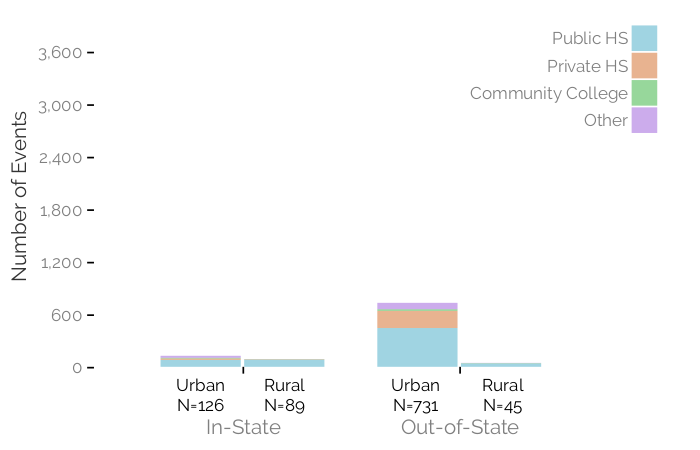 Public HS
Private HS
Community College
Other
Number of Events
3,600
3,000
2,400
1,800
1,200
600
0
Urban
N=126
Rural
N=89
In-State
Urban
N=731
Rural
N=45
Out-of-State